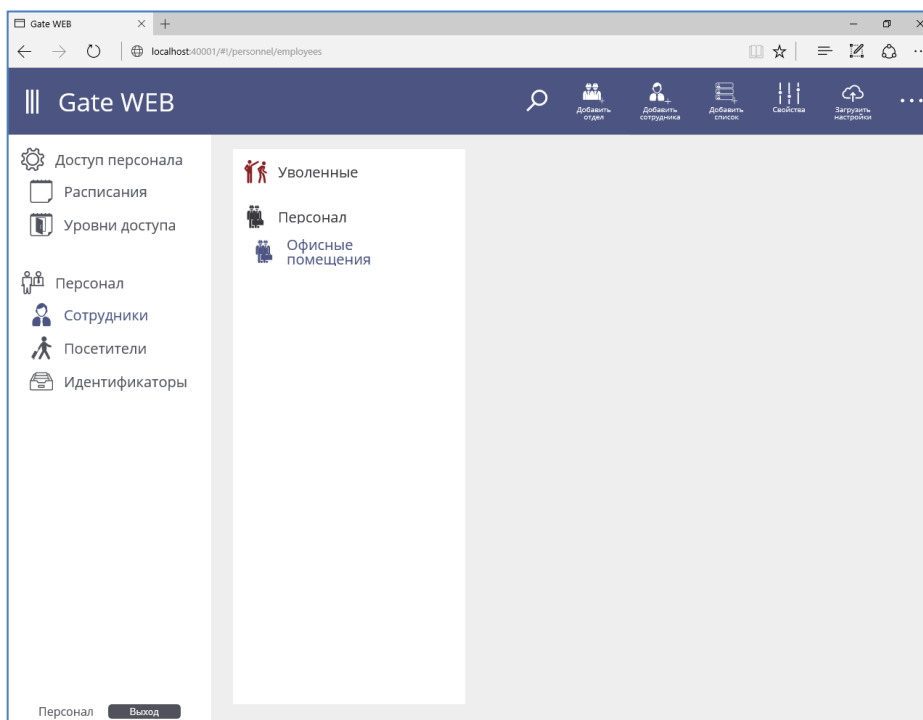 Gate WEB
localhost:40001/#!/personnel/employees
Gate WEB
Добавить
отдел
Добавить
сотрудника
Добавить
список
Свойства
Загрузить
настройки
Доступ персонала
Расписания
Уровни доступа
Персонал
Сотрудники
Посетители
Идентификаторы
Уволенные
Персонал
Офисные
помещения
Персонал
Выход